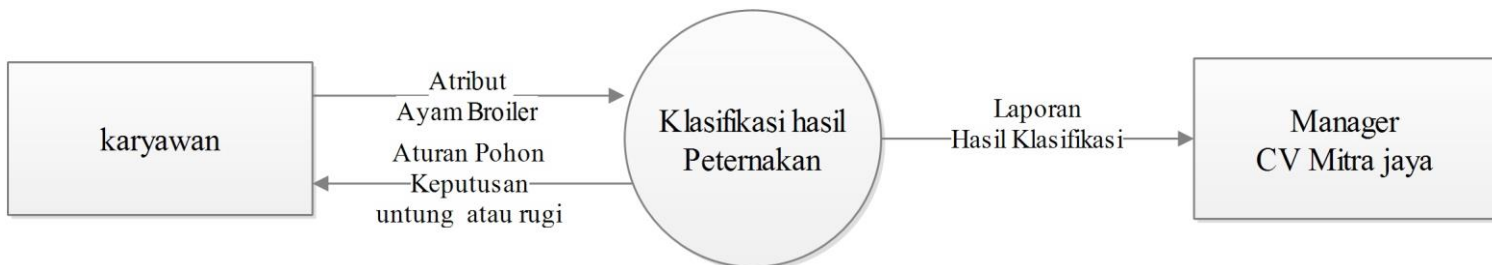 karyawan
Atribut
Ayam Broiler
Aturan Pohon
Keputusan
untung atau rugi
Klasifikasi hasil
Peternakan
Laporan
Hasil Klasifikasi
Manager
CV Mitra jaya